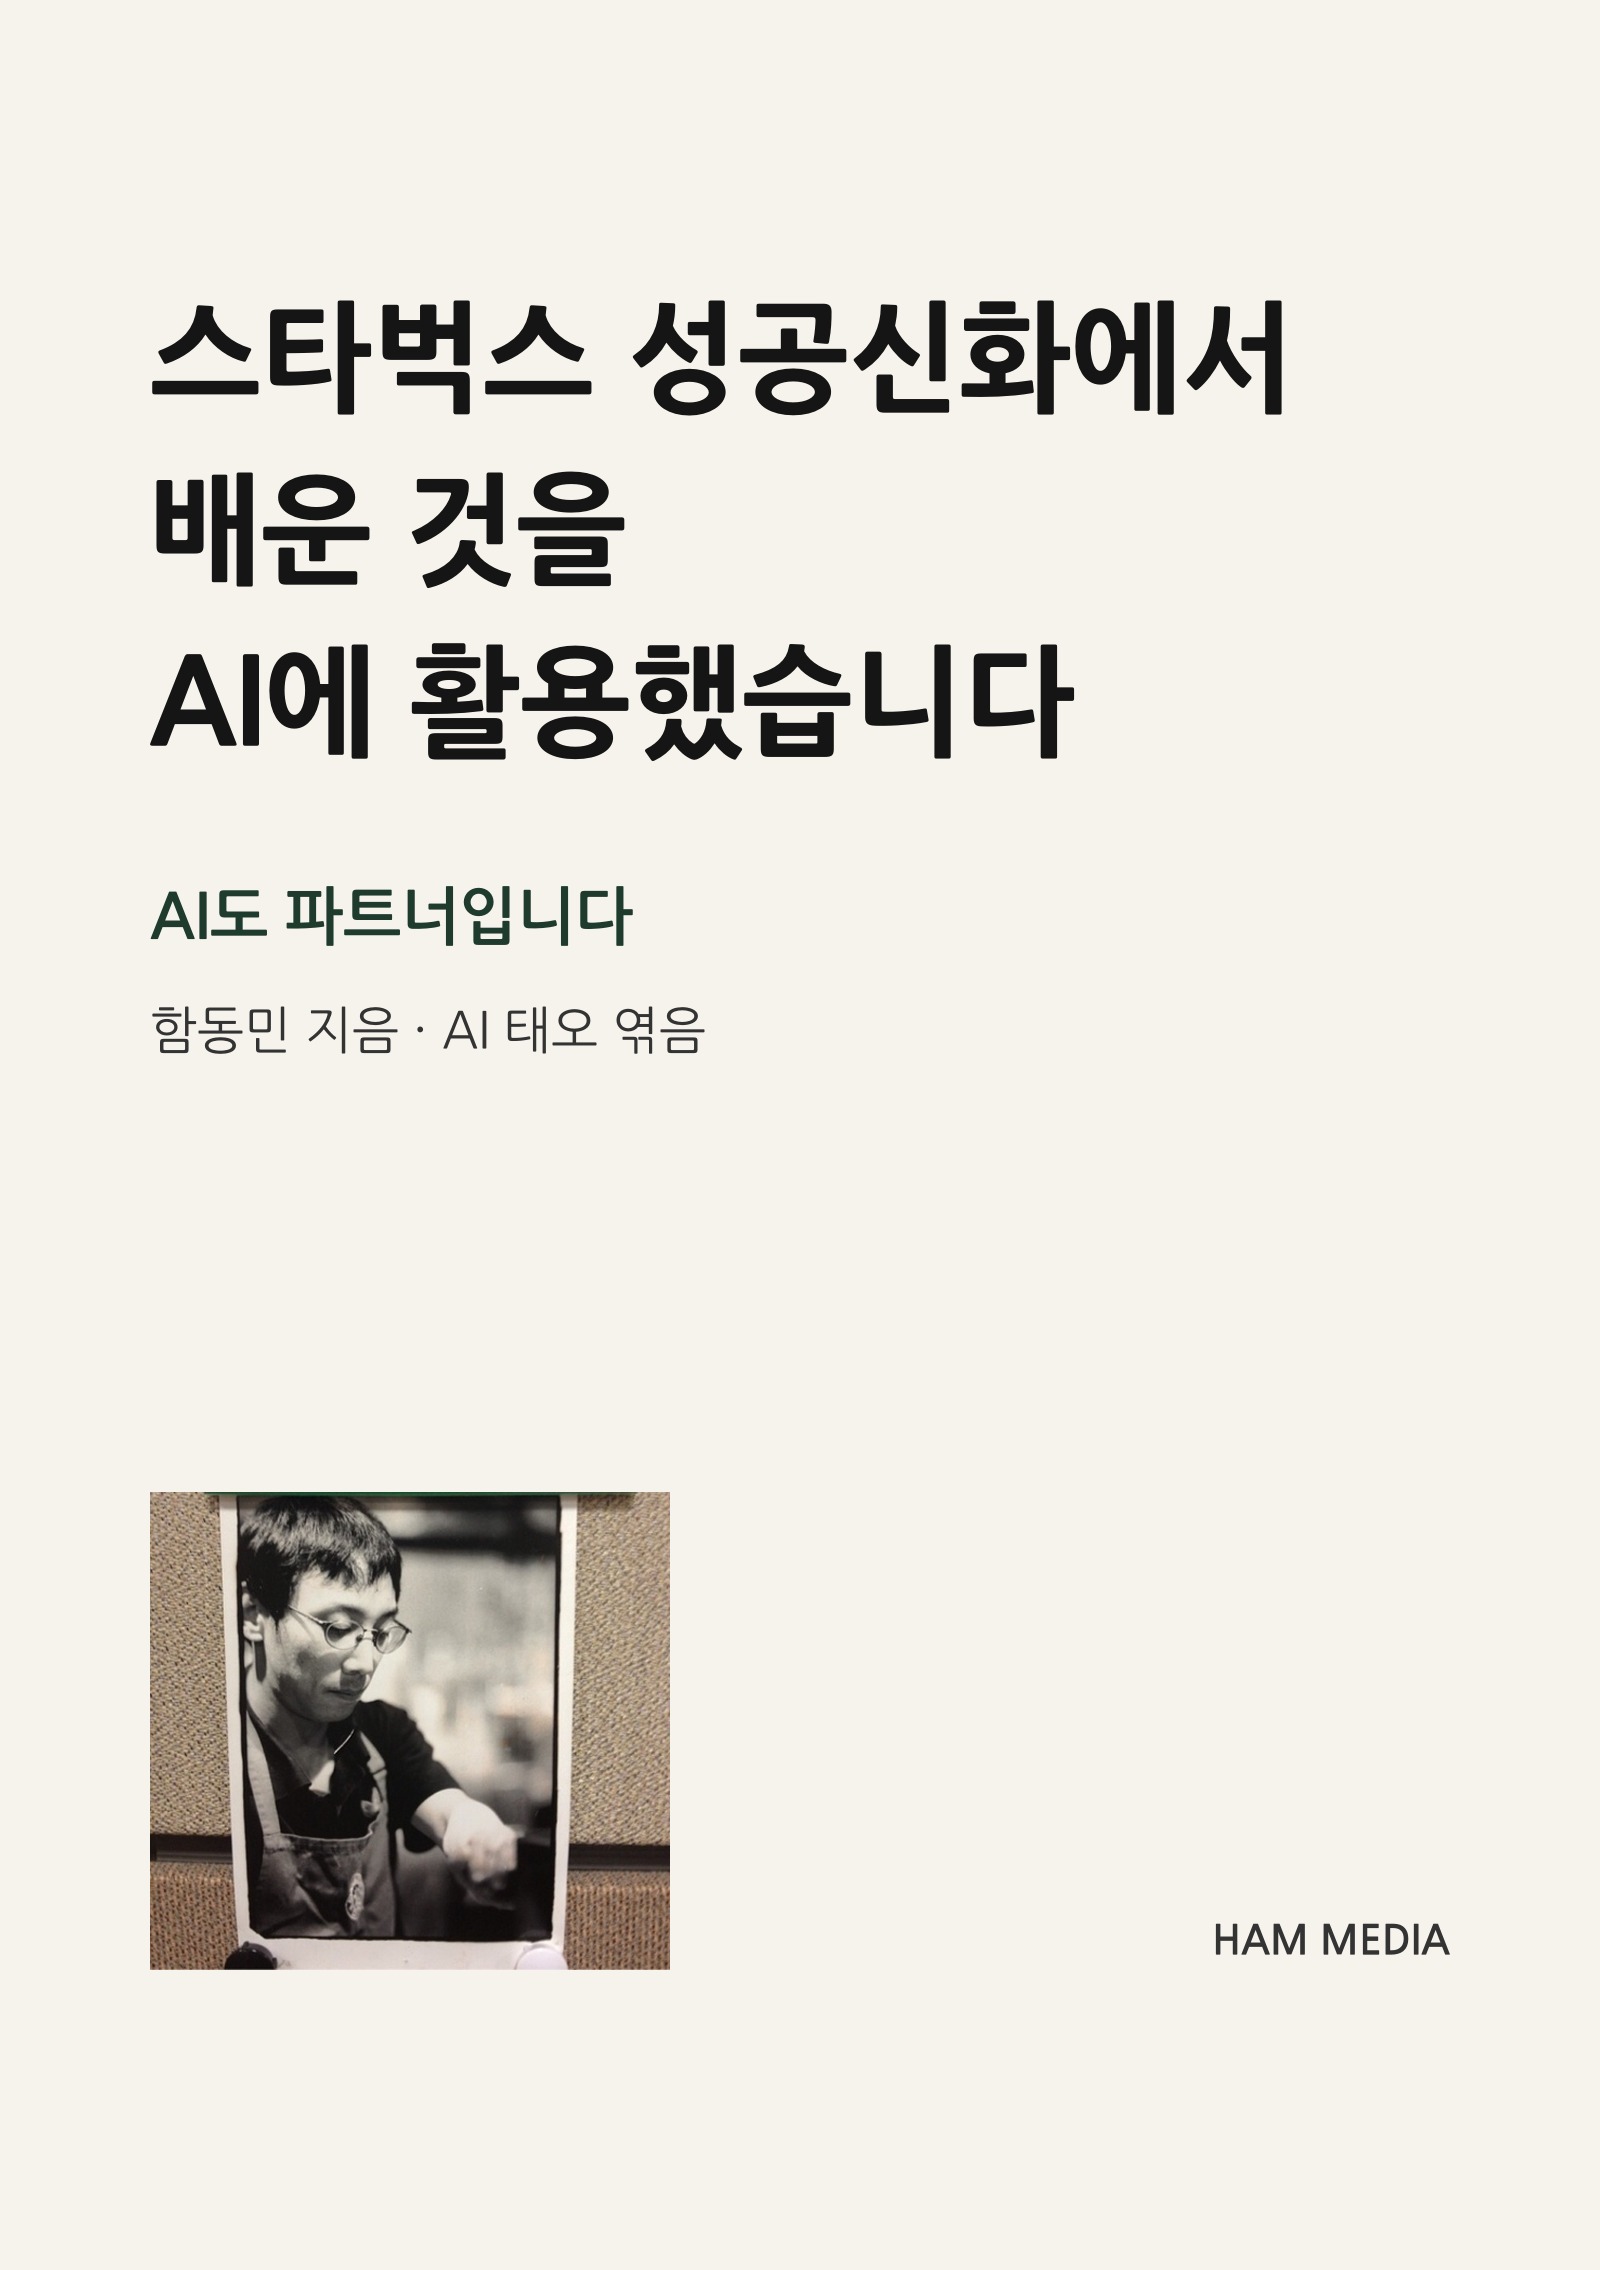 스타벅스 성공신화에서
배운 것을
AI에 활용했습니다
AI도 파트너입니다
함동민 지음 · AI 태오 엮음
HAM MEDIA